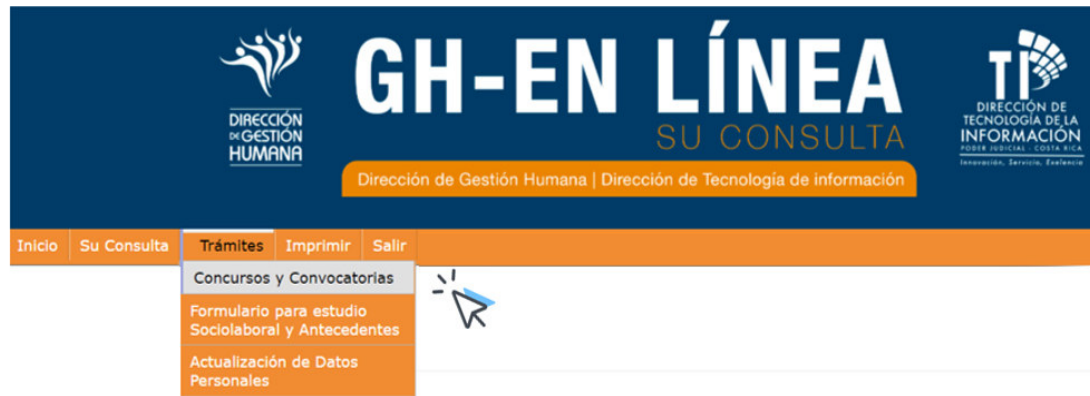 DIRECCIÓN
DE GESTIÓN
HUMANA
GH-EN LÍNEA
SU CONSULTA
Dirección de Gestión Humana | Dirección de Tecnología de información
TI
DIRECCIÓN DE
TECNOLOGÍA DE LA
INFORMACIÓN
PODER JUDICIAL - COSTA RICA
Innovación, Servicio, Exelencia
Inicio Su Consulta Trámites Imprimir Salir
Concursos y Convocatorias
Formulario para estudio
Sociolaboral y Antecedentes
Actualización de Datos
Personales